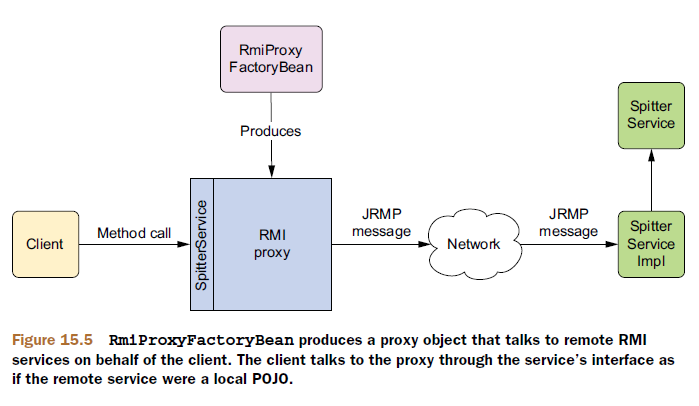 RmiProxy
FactoryBean
Produces
Spitter
Service
Client
Method call
SpitterService
RMI
proxy
JRMP
message
Network
JRMP
message
Spitter
Service
Impl
Figure 15.5 RmiProxyFactoryBean produces a proxy object that talks to remote RMI
services on behalf of the client. The client talks to the proxy through the service's interface as
if the remote service were a local POJO.